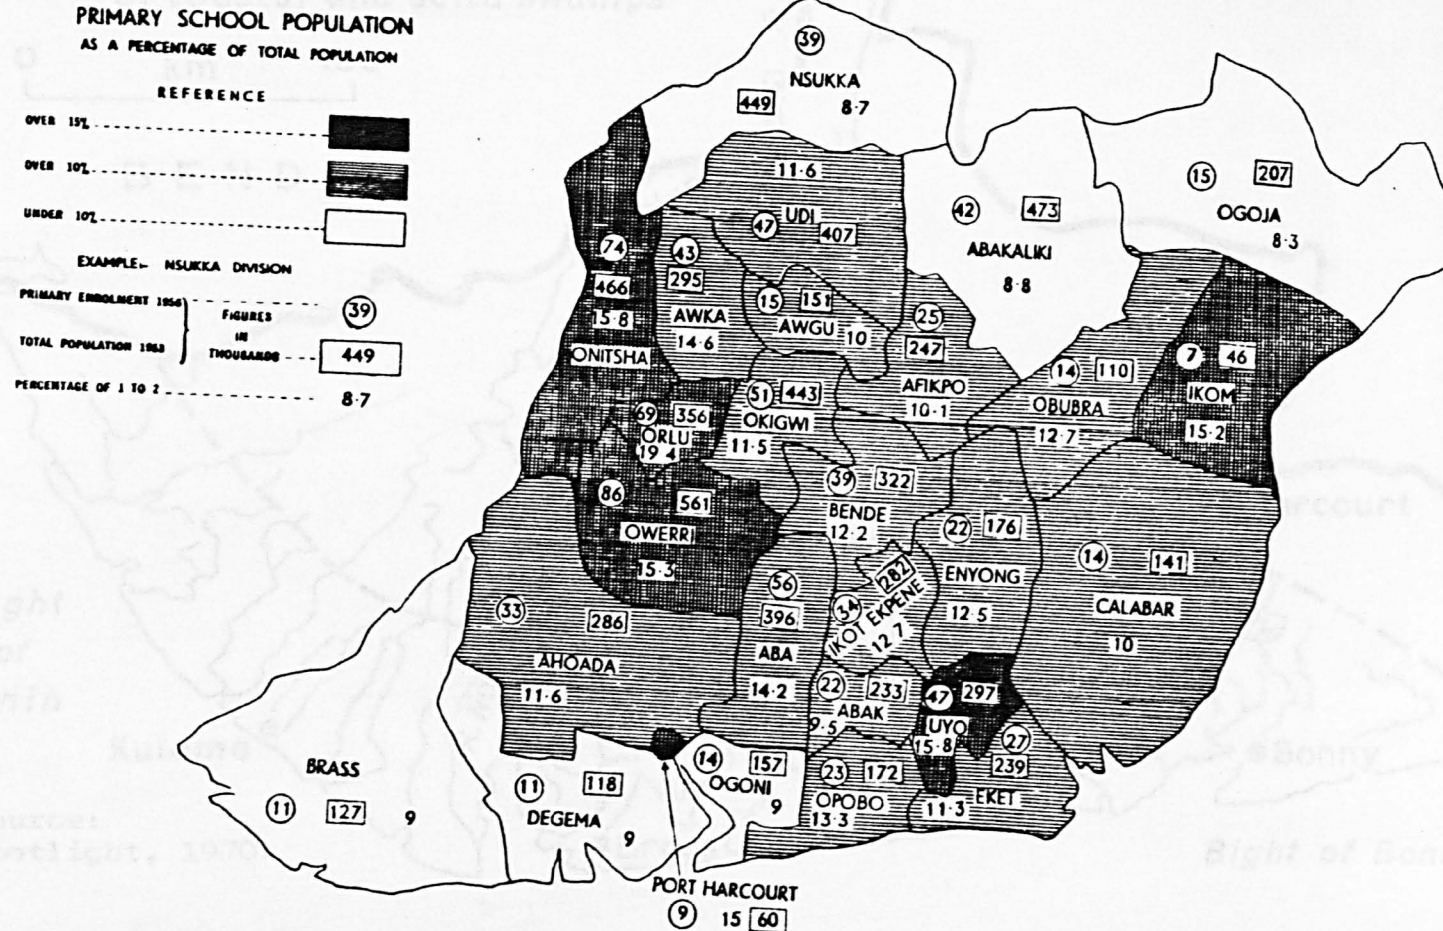 PRIMARY SCHOOL POPULATION
AS A PERCENTAGE OF TOTAL POPULATION
REFERENCE
OVER 15%
OVER 10%
UNDER 10%
EXAMPLE- NSUKKA DIVISION
PRIMARY ENROLMENT 1956
FIGURES
IN
THOUSANDS
39
TOTAL POPULATION 1953
449
PERCENTAGE OF 1 TO 2
8·7
39
NSUKKA
449 8·7
11·6
UDI
47 407
42 473
ABAKALIKI
8·8
15 207
OGOJA
8·3
74
466
15·8
ONITSHA
43
295
AWKA
14·6
15 151
AWGU 10
25
247
AFIKPO
10·1
14 110
OBUBRA
12·7
7 46
IKOM
15·2
69 356
ORLU
19·4
51 443
OKIGWI
11·5
86 561
OWERRI
15·3
39 322
BENDE
12·2
22 176
ENYONG
12·5
14 141
CALABAR
10
33 286
AHOADA
11·6
56
396
ABA
14·2
34 282
IKOT EKPENE
12·7
22 233
ABAK
9·5
47 297
UYO
15·8
27
239
EKET
11·3
BRASS
11 127 9
11 118
DEGEMA 9
14 157
OGONI
9
23 172
OPOBO
13·3
PORT HARCOURT
9 15 60
km
Bonny